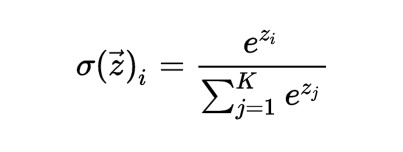 σ(z⃗)ᵢ = e^{zᵢ} / ∑_{j=1}^{K} e^{zⱼ}